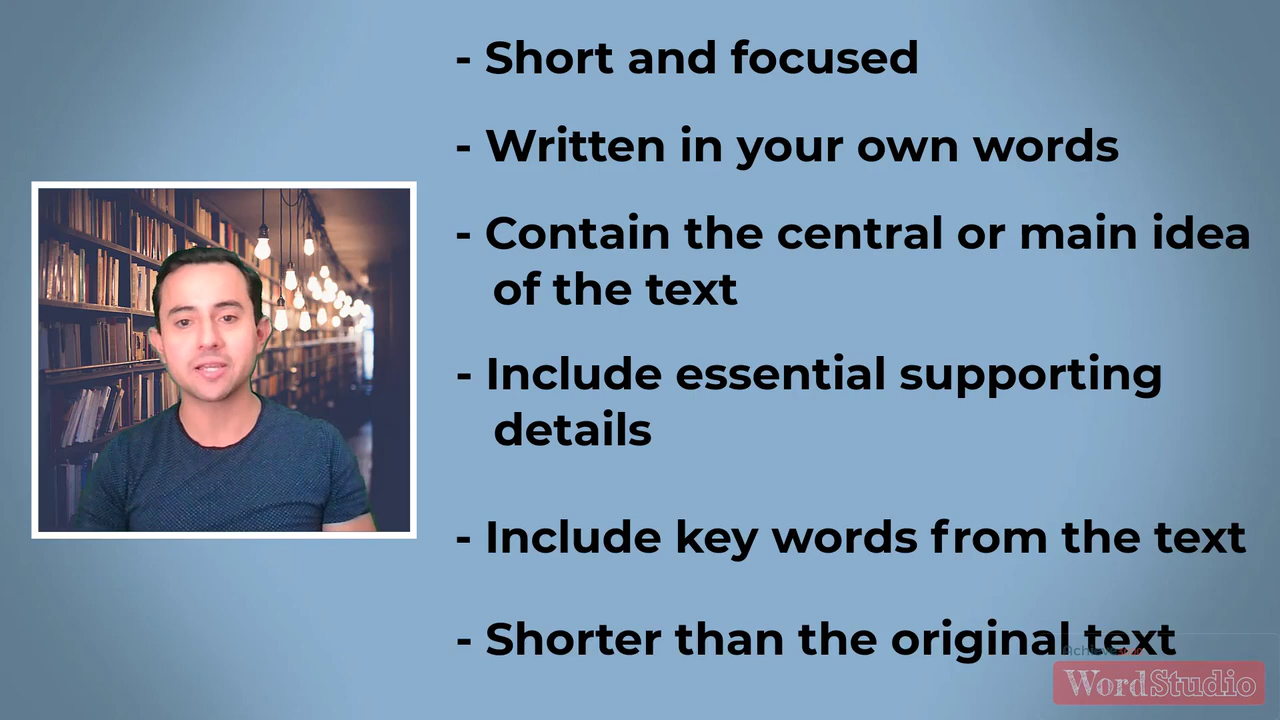 - Short and focused
- Written in your own words
- Contain the central or main idea
of the text
- Include essential supporting
details
- Include key words from the text
- Shorter than the original text
WordStudio